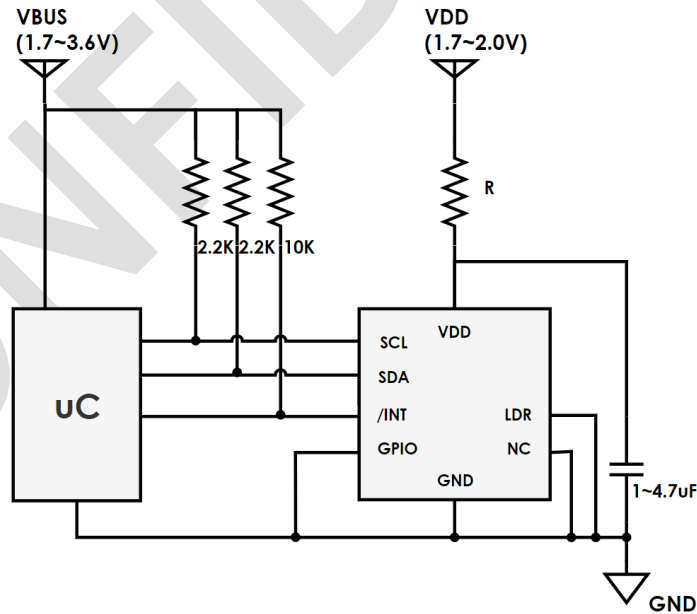 VBUS
(1.7~3.6V)
VDD
(1.7~2.0V)
R
2.2K 2.2K 10K
SCL
VDD
SDA
uC
/INT
LDR
GPIO
NC
GND
1~4.7uF
GND